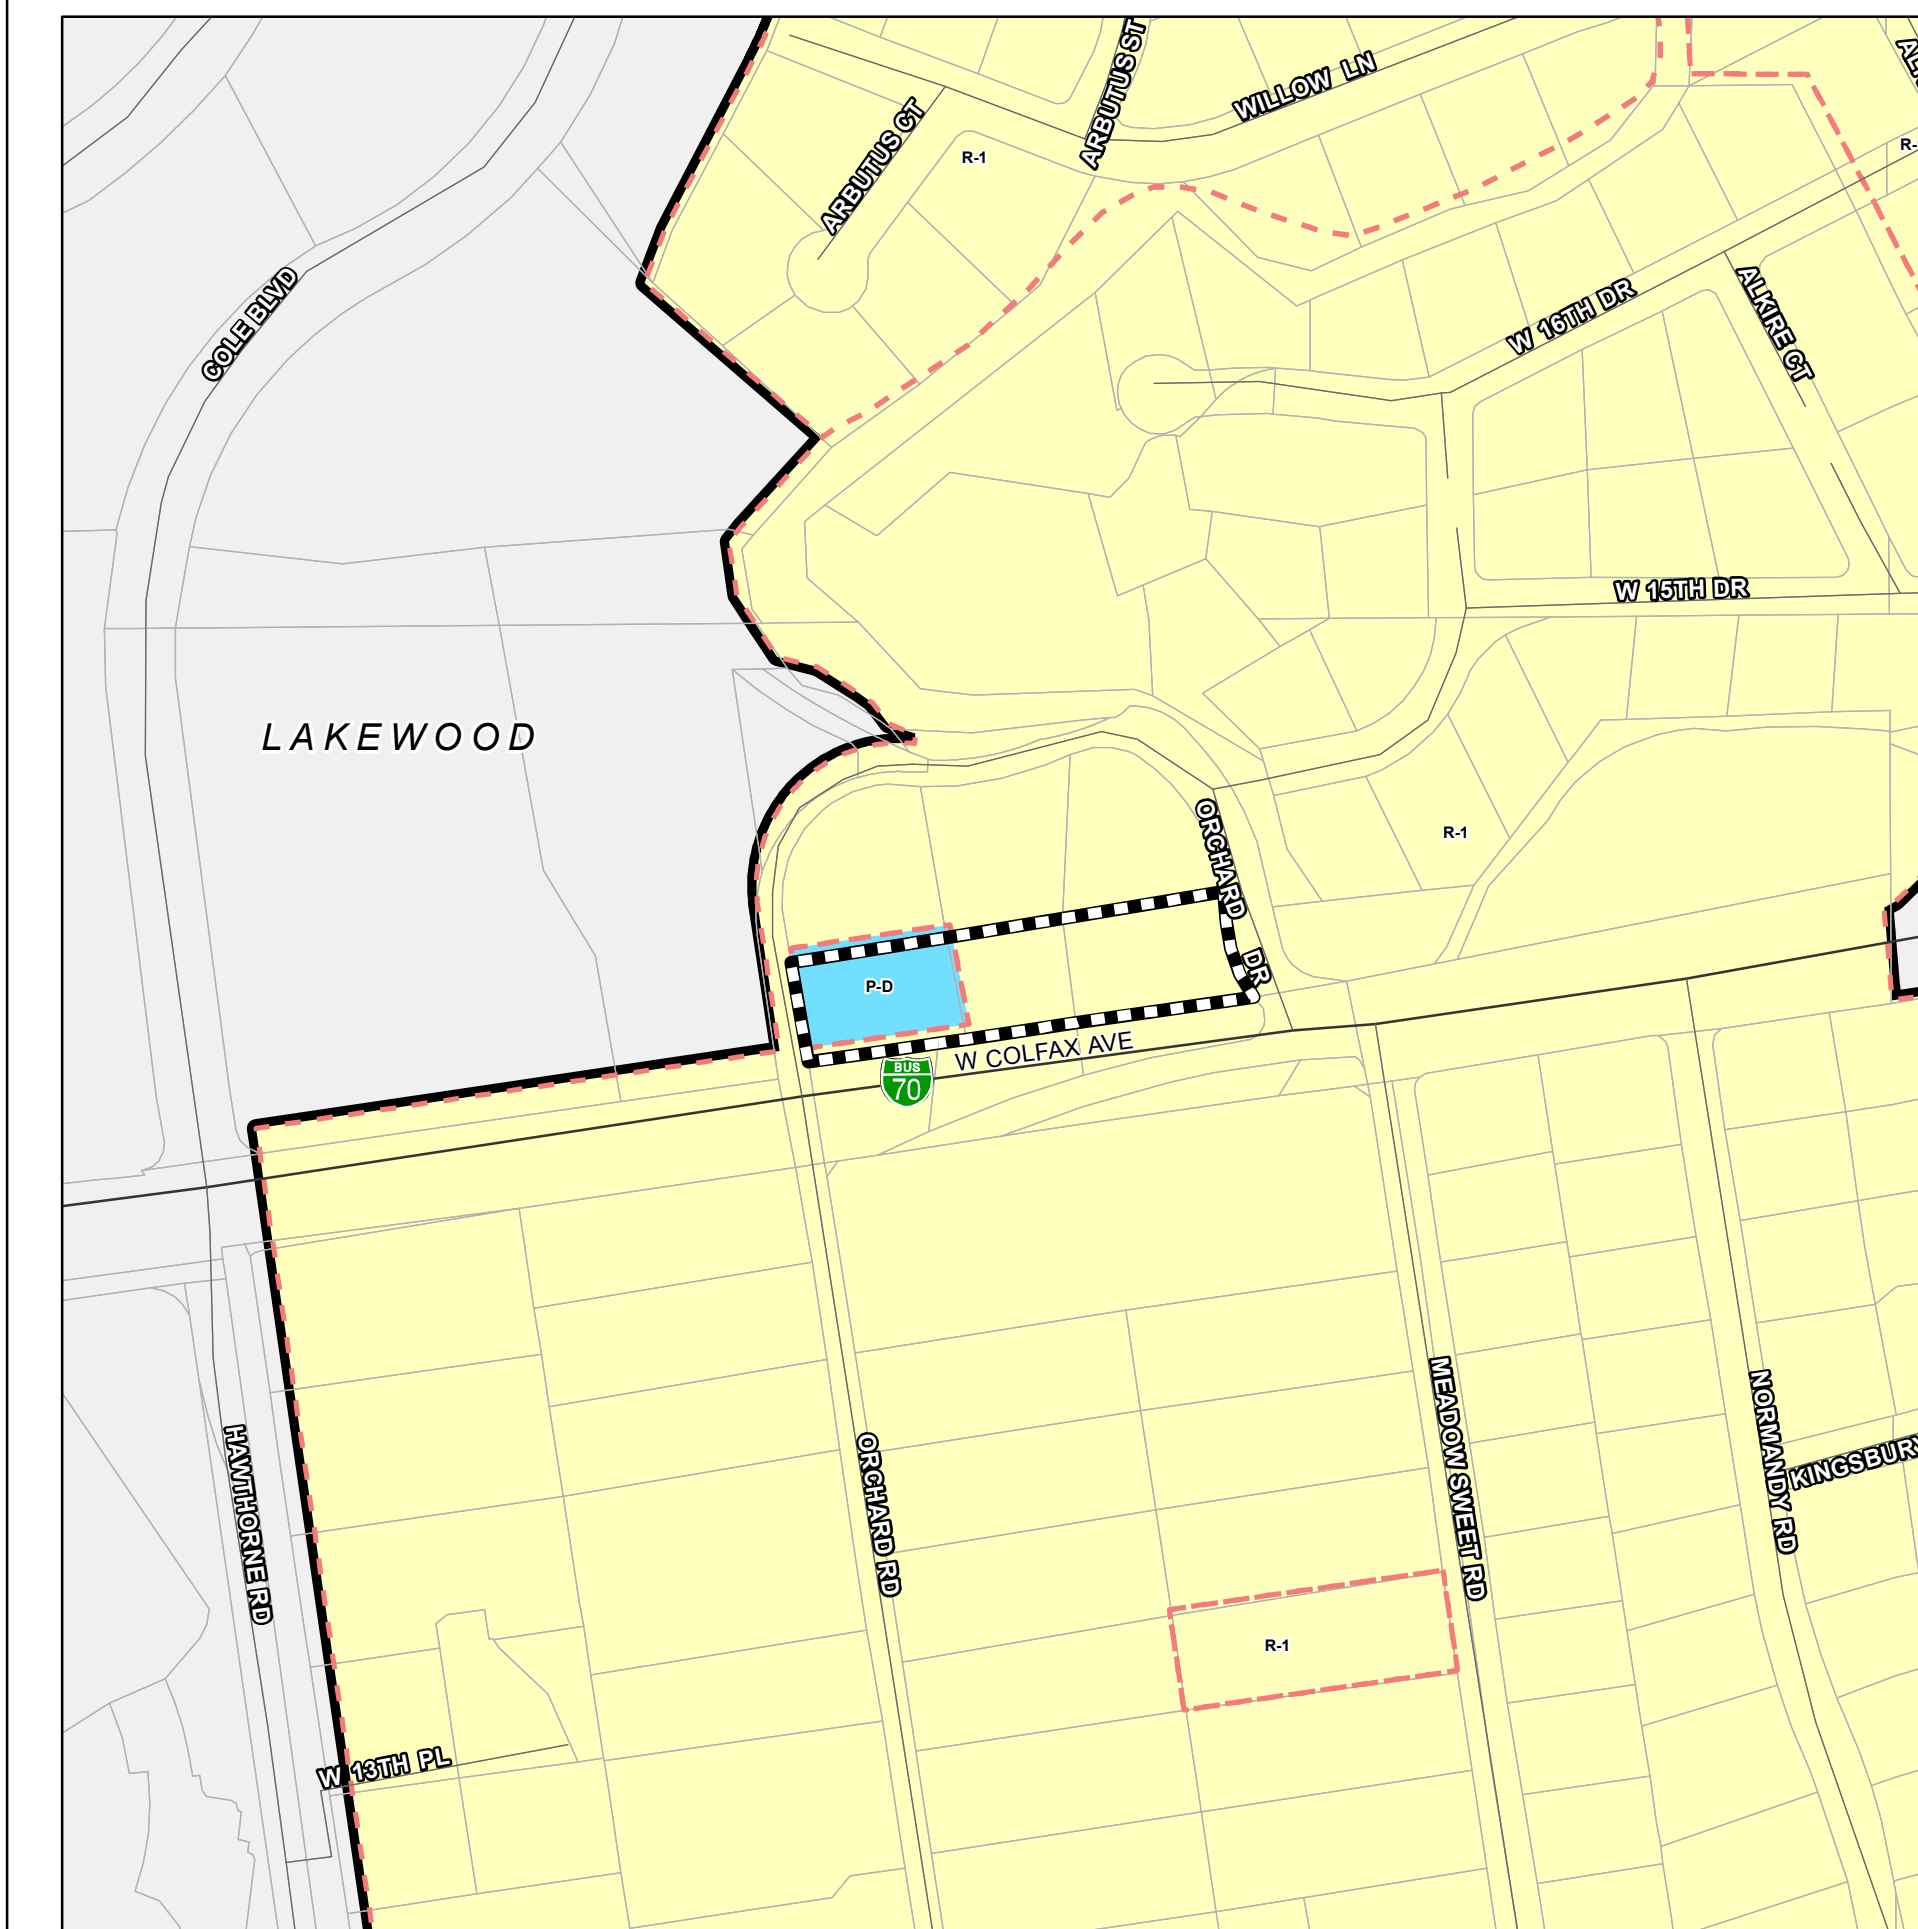 ARBUTUS ST
WILLOW LN
ARBUTUS CT
R-1
COLE BLVD
W 16TH DR
ALKIRE CT
W 15TH DR
LAKEWOOD
ORCHARD DR
R-1
P-D
W COLFAX AVE
BUS
70
HAWTHORNE RD
ORCHARD RD
MEADOW SWEET RD
NORMANDY RD
KINGSBURY
R-1
W 13TH PL